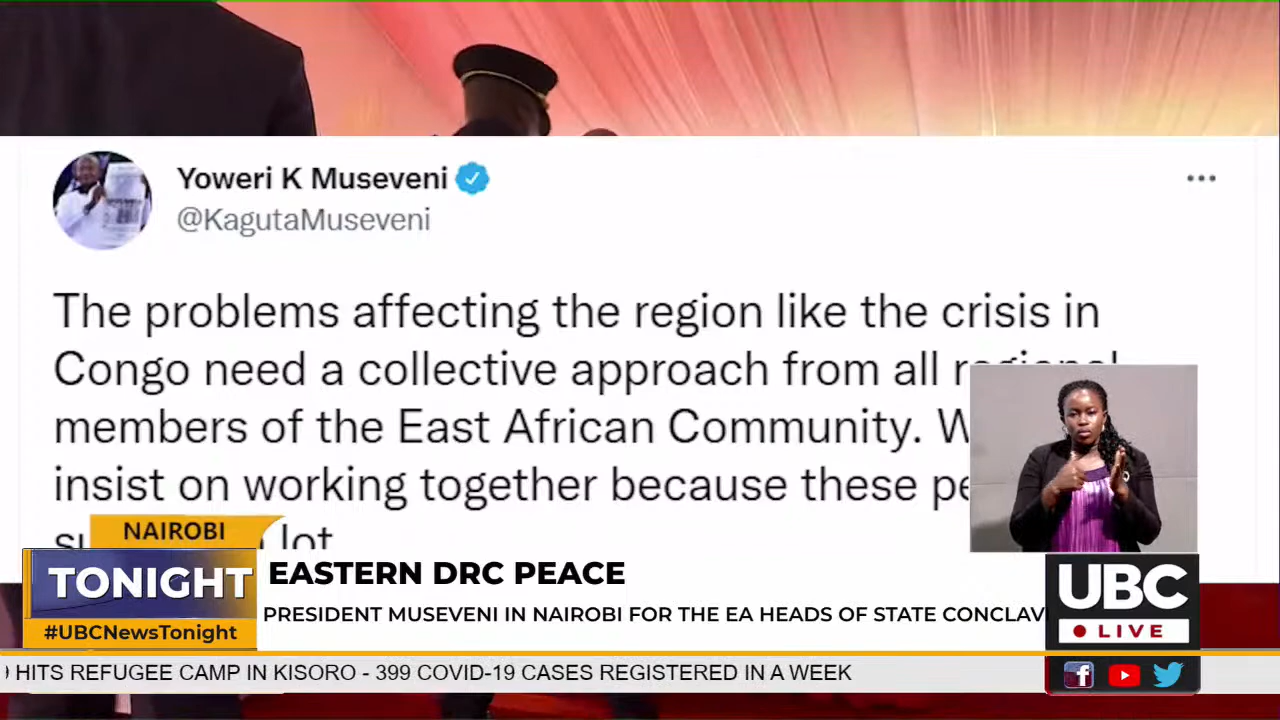 Yoweri K Museveni
@KagutaMuseveni
The problems affecting the region like the crisis in
Congo need a collective approach from all regional
members of the East African Community.
insist on working together because these
lot
NAIROBI
TONIGHT
#UBCNewsTonight
EASTERN DRC PEACE
PRESIDENT MUSEVENI IN NAIROBI FOR THE EA HEADS OF STATE CONCLAV
UBC
LIVE
HITS REFUGEE CAMP IN KISORO - 399 COVID-19 CASES REGISTERED IN A WEEK